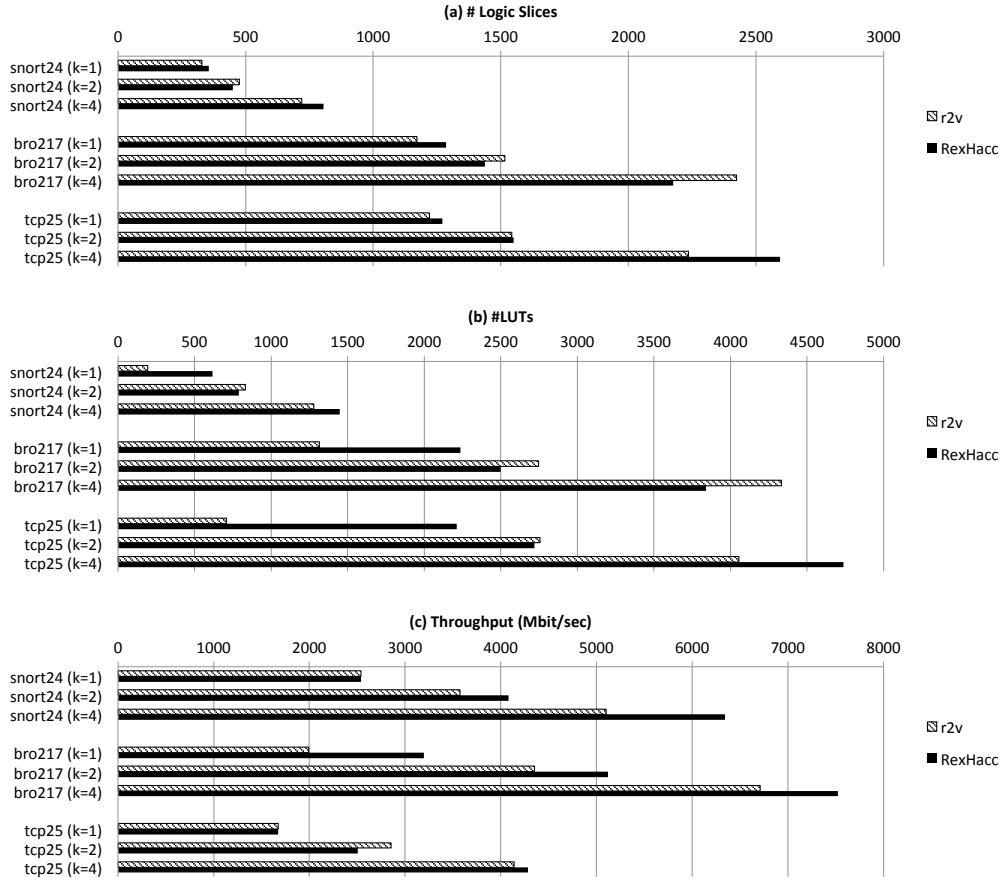 (a) # Logic Slices
0 500 1000 1500 2000 2500 3000
snort24 (k=1)
snort24 (k=2)
snort24 (k=4)
bro217 (k=1)
bro217 (k=2)
bro217 (k=4)
tcp25 (k=1)
tcp25 (k=2)
tcp25 (k=4)
r2v
RexHacc
(b) #LUTs
0 500 1000 1500 2000 2500 3000 3500 4000 4500 5000
snort24 (k=1)
snort24 (k=2)
snort24 (k=4)
bro217 (k=1)
bro217 (k=2)
bro217 (k=4)
tcp25 (k=1)
tcp25 (k=2)
tcp25 (k=4)
r2v
RexHacc
(c) Throughput (Mbit/sec)
0 1000 2000 3000 4000 5000 6000 7000 8000
snort24 (k=1)
snort24 (k=2)
snort24 (k=4)
bro217 (k=1)
bro217 (k=2)
bro217 (k=4)
tcp25 (k=1)
tcp25 (k=2)
tcp25 (k=4)
r2v
RexHacc